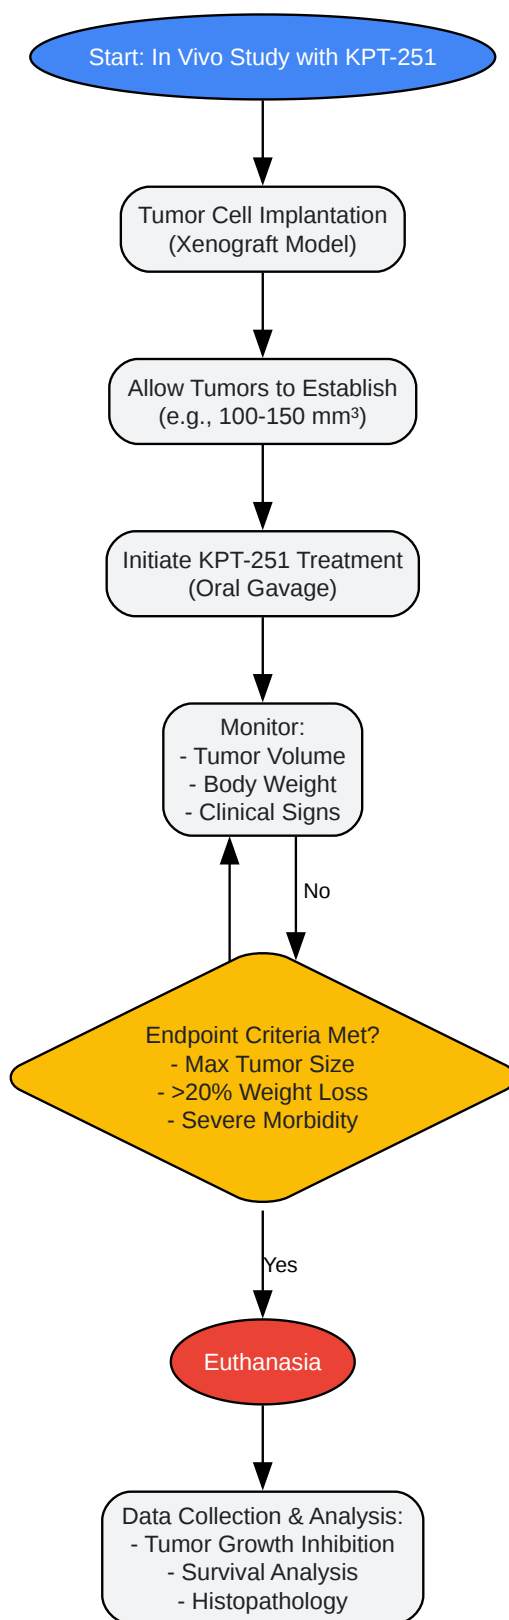 Start: In Vivo Study with KPT-251
Tumor Cell Implantation
(Xenograft Model)
Allow Tumors to Establish
(e.g., 100-150 mm³)
Initiate KPT-251 Treatment
(Oral Gavage)
Monitor:
- Tumor Volume
- Body Weight
- Clinical Signs
No
Endpoint Criteria Met?
- Max Tumor Size
- >20% Weight Loss
- Severe Morbidity
Yes
Euthanasia
Data Collection & Analysis:
- Tumor Growth Inhibition
- Survival Analysis
- Histopathology